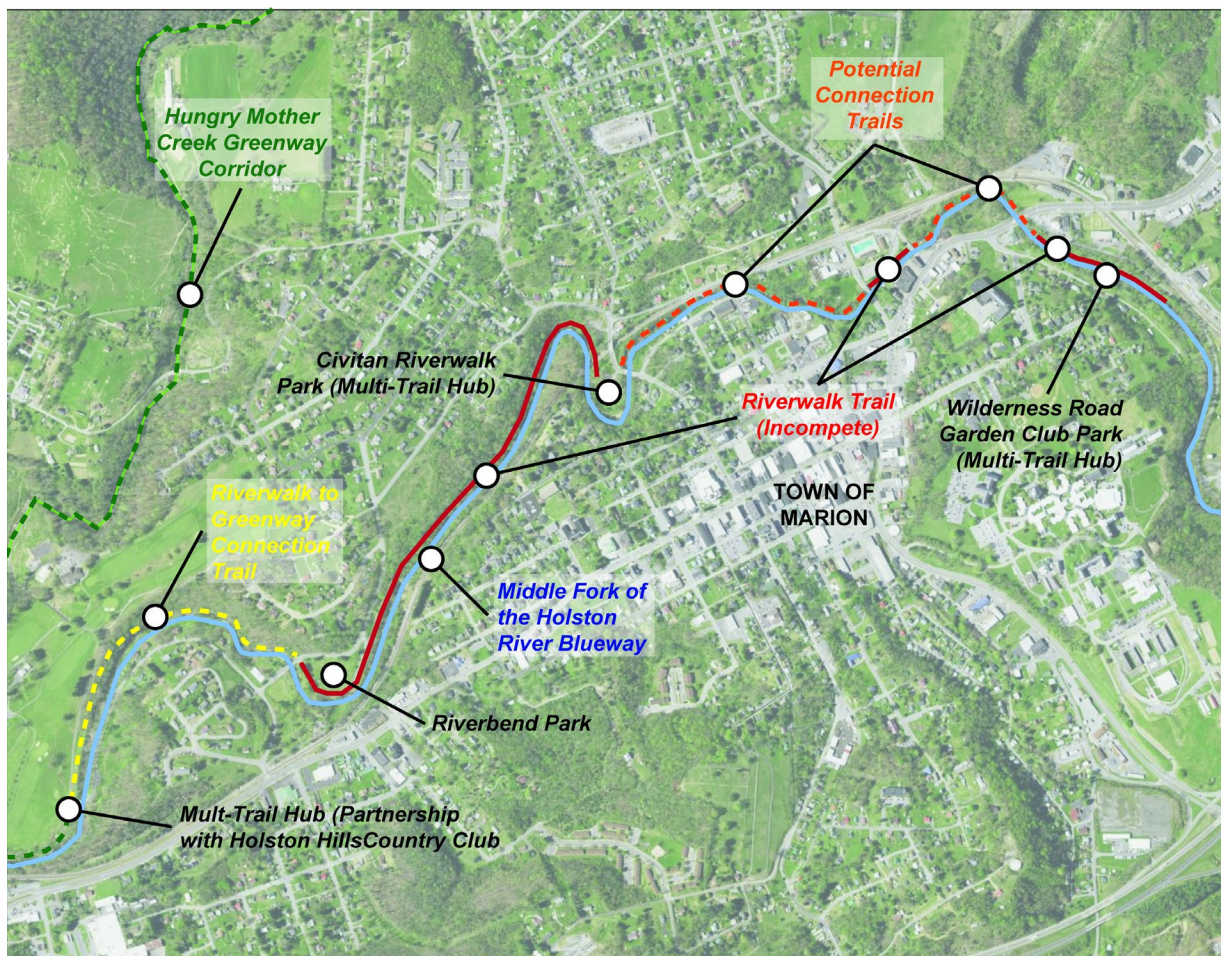 Potential
Connection
Trails
Hungry Mother
Creek Greenway
Corridor
Civitan Riverwalk
Park (Multi-Trail Hub)
Riverwalk Trail
(Incompete)
Wilderness Road
Garden Club Park
(Multi-Trail Hub)
TOWN OF
MARION
Riverwalk to
Greenway
Connection
Trail
Middle Fork of
the Holston
River Blueway
Riverbend Park
Mult-Trail Hub (Partnership
with Holston HillsCountry Club